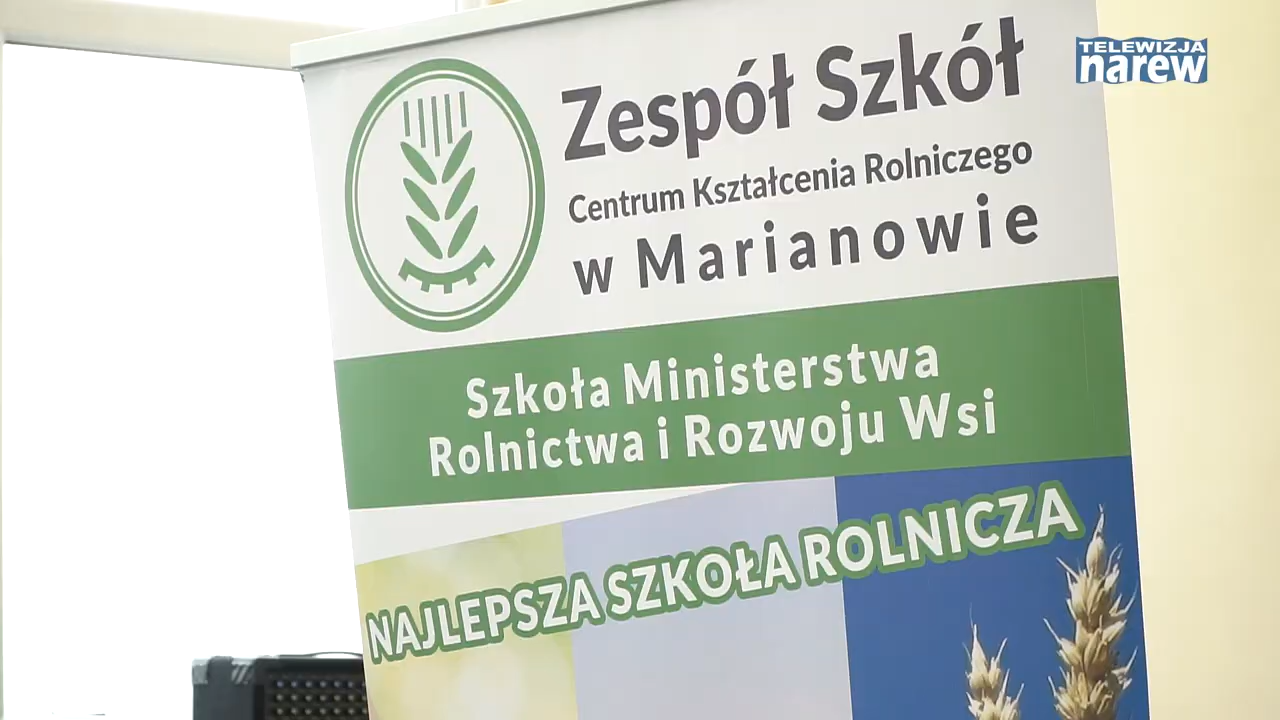 TELEWIZJA
narew
Zespół Szkół
Centrum Kształcenia Rolniczego
w Marianowie
Szkoła Ministerstwa
Rolnictwa i Rozwoju Wsi
NAJLEPSZA SZKOŁA ROLNICZA